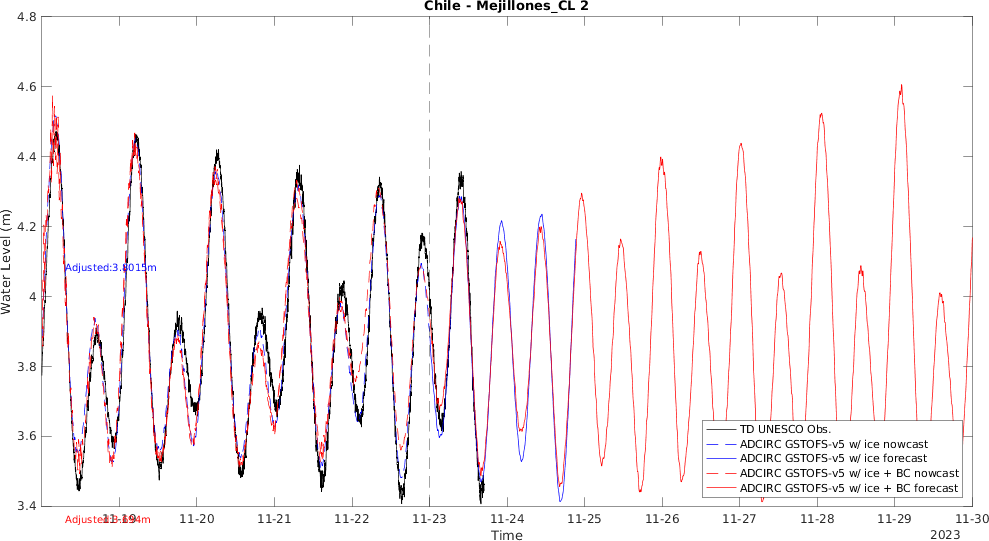 Chile - Mejillones_CL 2
4.8
4.6
4.4
4.2
4
3.8
3.6
3.4
Water Level (m)
TD UNESCO Obs.
ADCIRC GSTOFS-v5 w/ ice nowcast
ADCIRC GSTOFS-v5 w/ ice forecast
ADCIRC GSTOFS-v5 w/ ice + BC nowcast
ADCIRC GSTOFS-v5 w/ ice + BC forecast
11-19
11-20
11-21
11-22
11-23
11-24
11-25
11-26
11-27
11-28
11-29
11-30
Time
2023